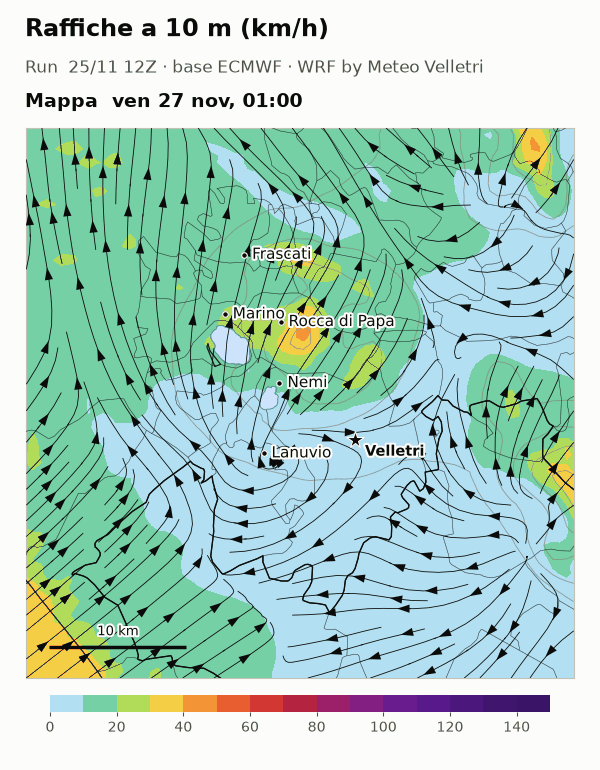 Raffiche a 10 m (km/h)
Run  25/11 12Z · base ECMWF · WRF by Meteo Velletri
Mappa  ven 27 nov, 01:00
Frascati
Marino
Rocca di Papa
Nemi
Velletri
Lanuvio
10 km
0 20 40 60 80 100 120 140